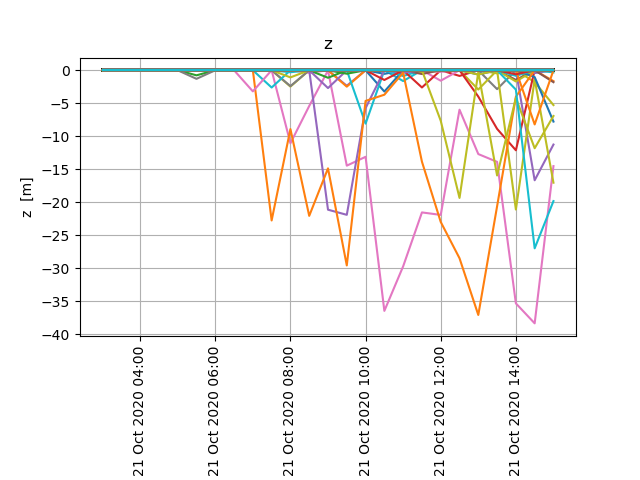 z
0
−5
−10
−15
−20
−25
−30
−35
−40
z [m]
21 Oct 2020 04:00
21 Oct 2020 06:00
21 Oct 2020 08:00
21 Oct 2020 10:00
21 Oct 2020 12:00
21 Oct 2020 14:00